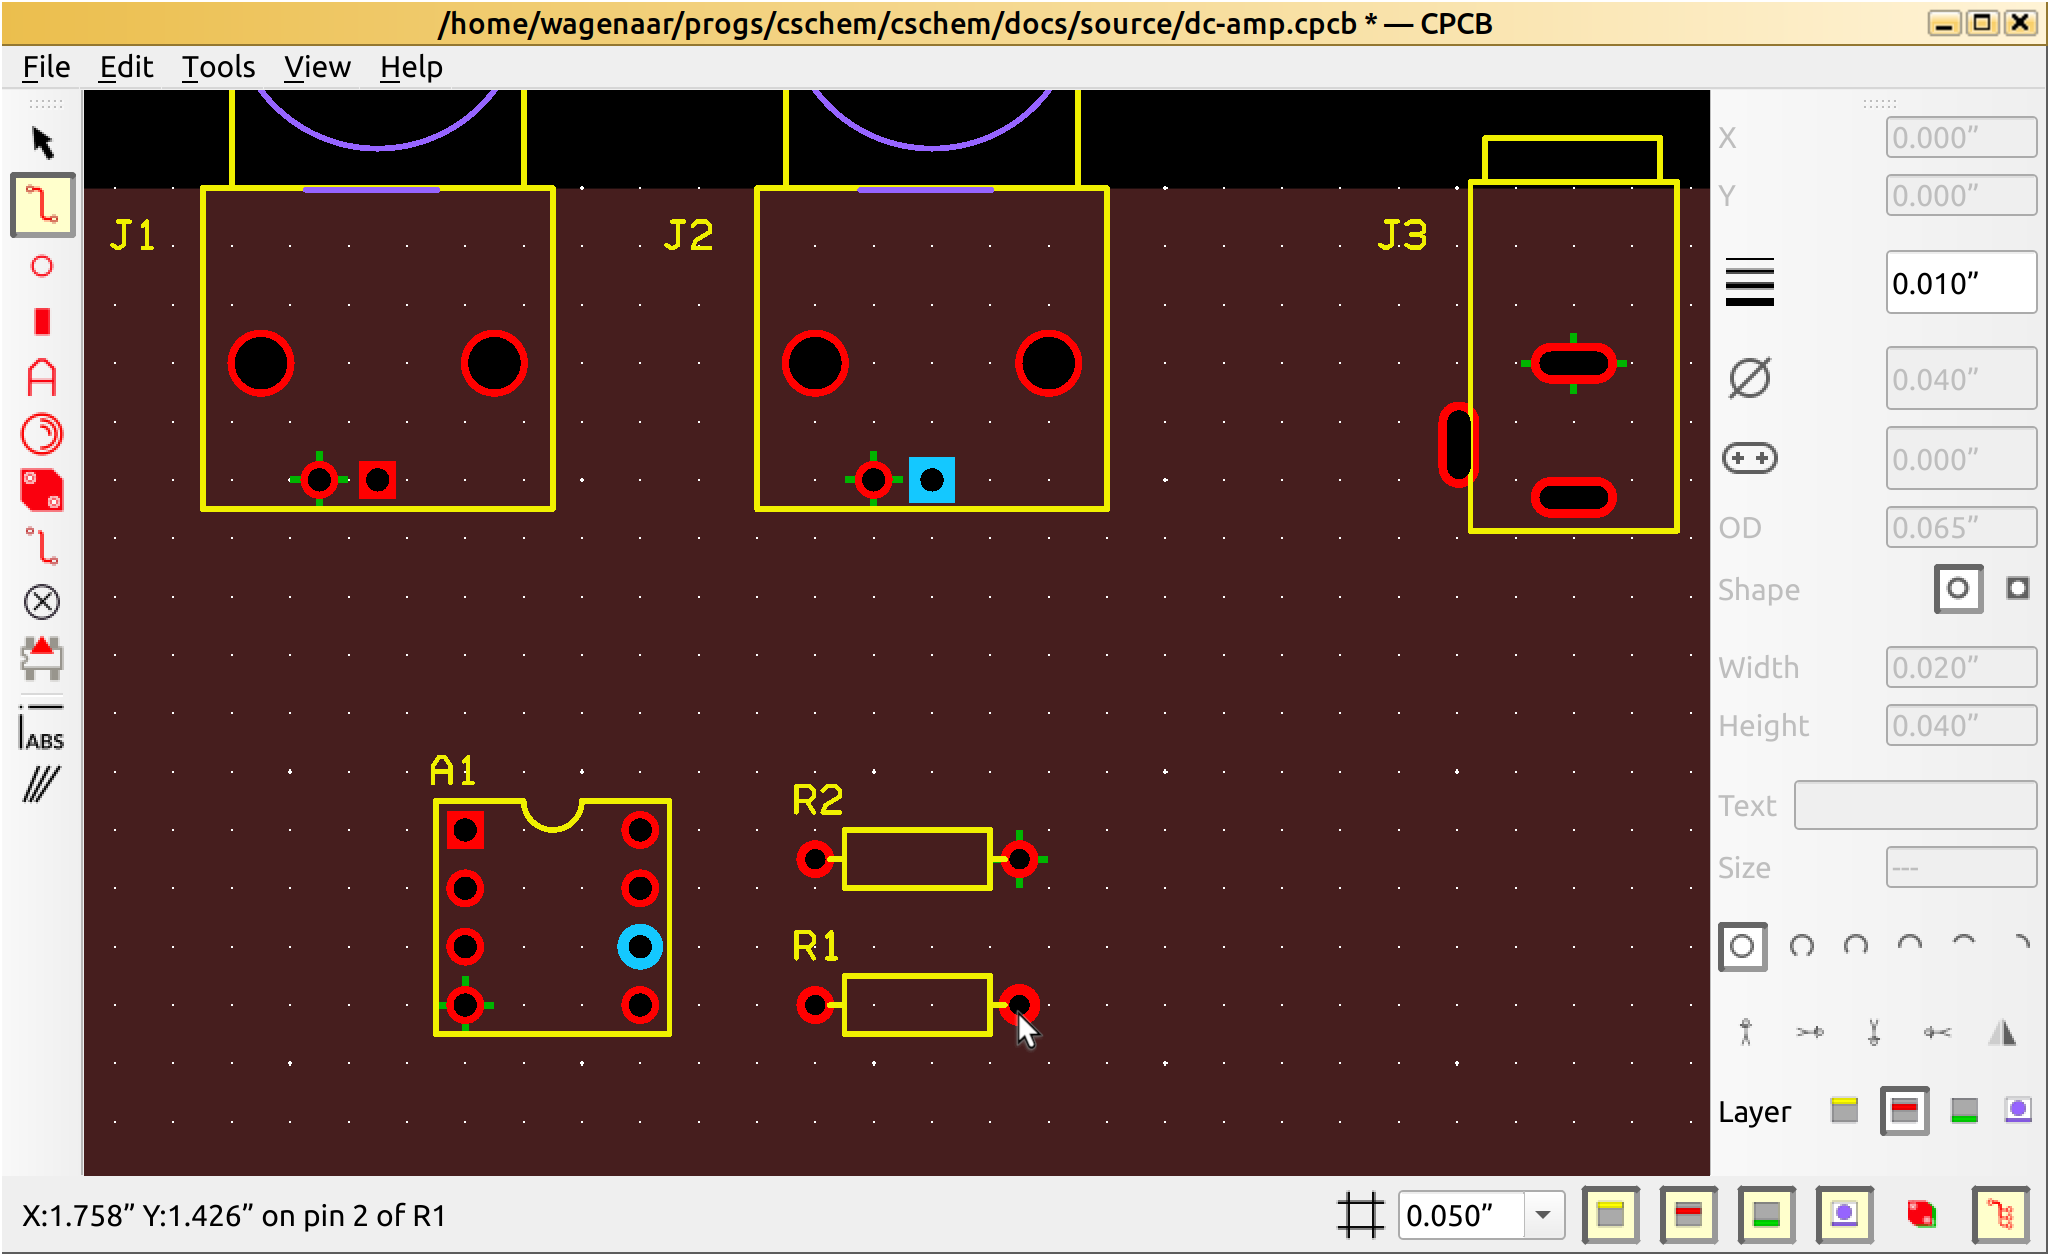 /home/wagenaar/progs/cschem/cschem/docs/source/dc-amp.cpcb * — CPCB
File Edit Tools View Help
J1 J2 J3
A1
R2
R1
ABS
X 0.000”
Y 0.000”
0.010”
0.040”
0.000”
OD 0.065”
Shape
Width 0.020”
Height 0.040”
Text
Size ---
Layer
X:1.758” Y:1.426” on pin 2 of R1 0.050”